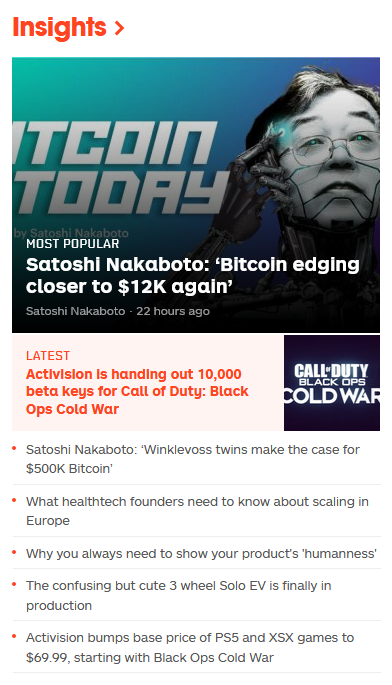 Insights >
ITCOIN
TODAY
by Satoshi Nakaboto
MOST POPULAR
Satoshi Nakaboto: ‘Bitcoin edging
closer to $12K again’
Satoshi Nakaboto · 22 hours ago
LATEST
Activision is handing out 10,000
beta keys for Call of Duty: Black
Ops Cold War
CALL OF DUTY
BLACK OPS
COLD WAR
• Satoshi Nakaboto: ‘Winklevoss twins make the case for
$500K Bitcoin’
• What healthtech founders need to know about scaling in
Europe
• Why you always need to show your product's 'humanness'
• The confusing but cute 3 wheel Solo EV is finally in
production
• Activision bumps base price of PS5 and XSX games to
$69.99, starting with Black Ops Cold War